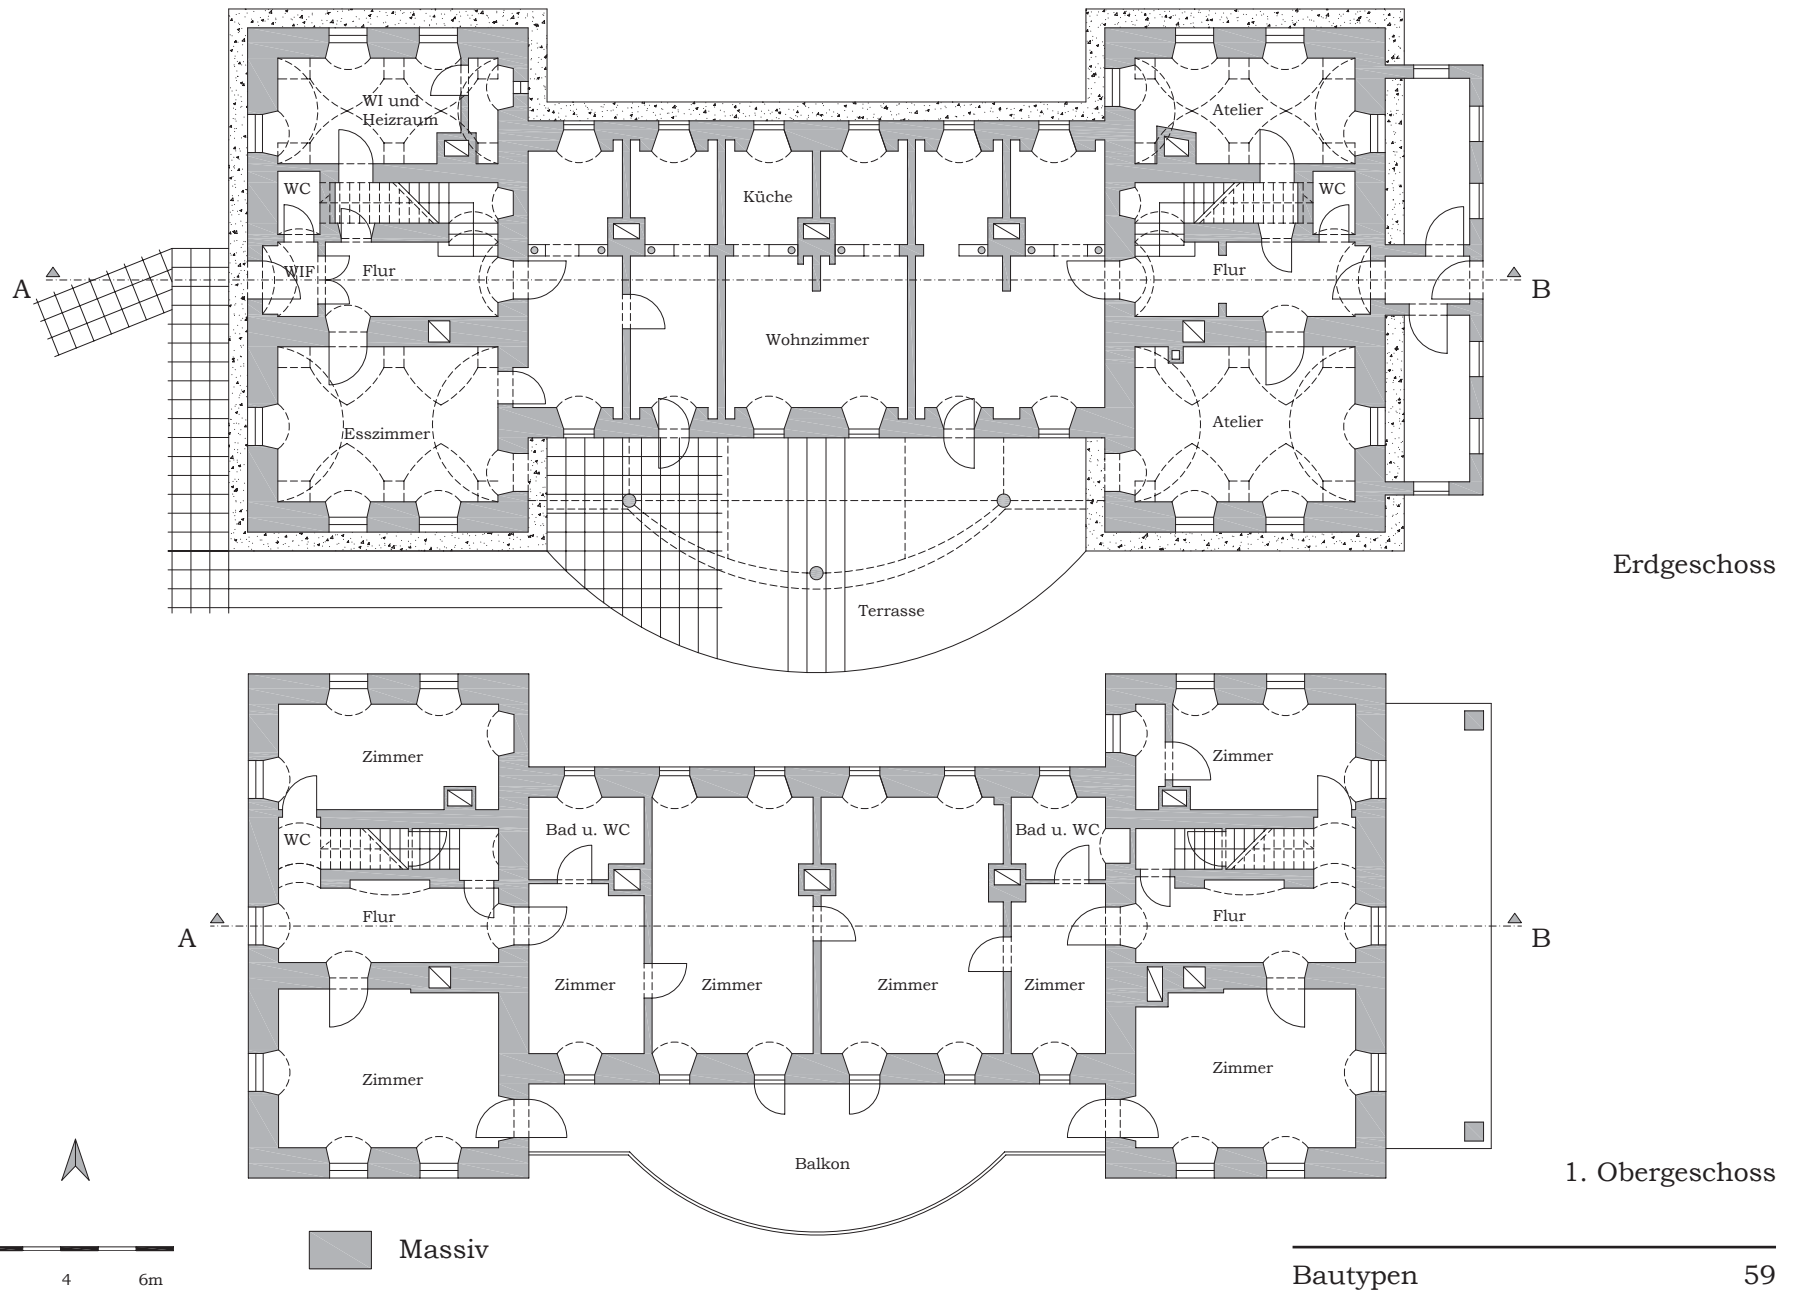 WI und
Heizraum
Atelier
WC
Küche
WC
A
WIF
Flur
Flur
B
Wohnzimmer
Esszimmer
Atelier
Erdgeschoss
Terrasse
Zimmer
Zimmer
WC
Bad u. WC
Bad u. WC
Flur
Flur
A
B
Zimmer
Zimmer
Zimmer
Zimmer
Zimmer
Zimmer
Balkon
1. Obergeschoss
Massiv
4 6m
Bautypen 59